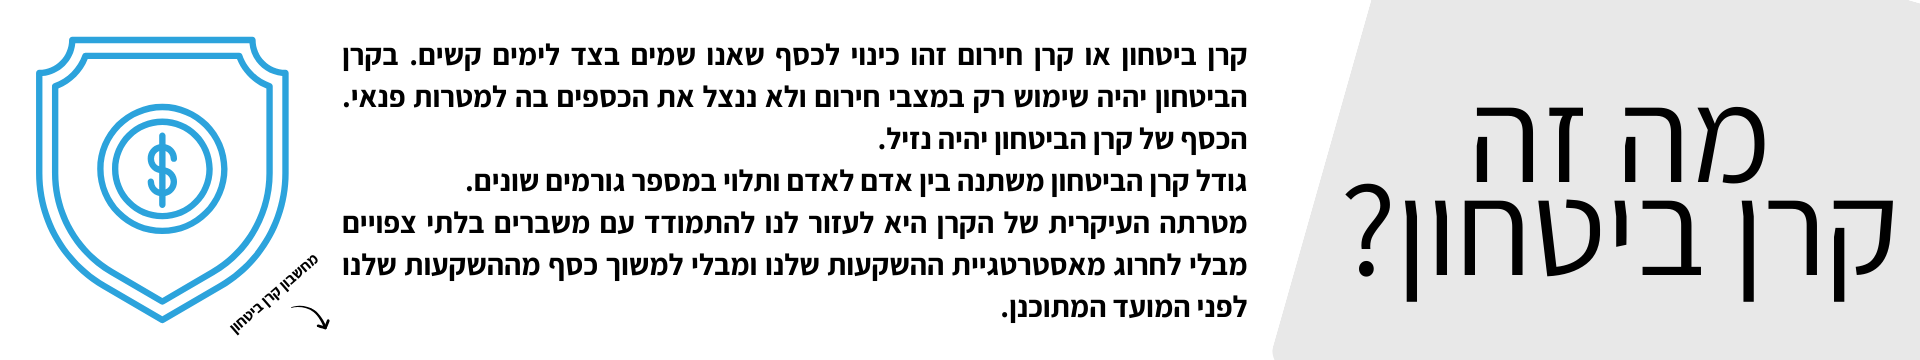 מה זה
קרן ביטחון?
קרן ביטחון או קרן חירום זהו כינוי לכסף שאנו שמים בצד לימים קשים. בקרן
הביטחון יהיה שימוש רק במצבי חירום ולא ננצל את הכספים בה למטרות פנאי.
הכסף של קרן הביטחון יהיה נזיל.
גודל קרן הביטחון משתנה בין אדם לאדם ותלוי במספר גורמים שונים.
מטרתה העיקרית של הקרן היא לעזור לנו להתמודד עם משברים בלתי צפויים
מבלי לחרוג מאסטרטגיית ההשקעות שלנו ומבלי למשוך כסף מההשקעות שלנו
לפני המועד המתוכנן.
$
מחשבון קרן ביטחון